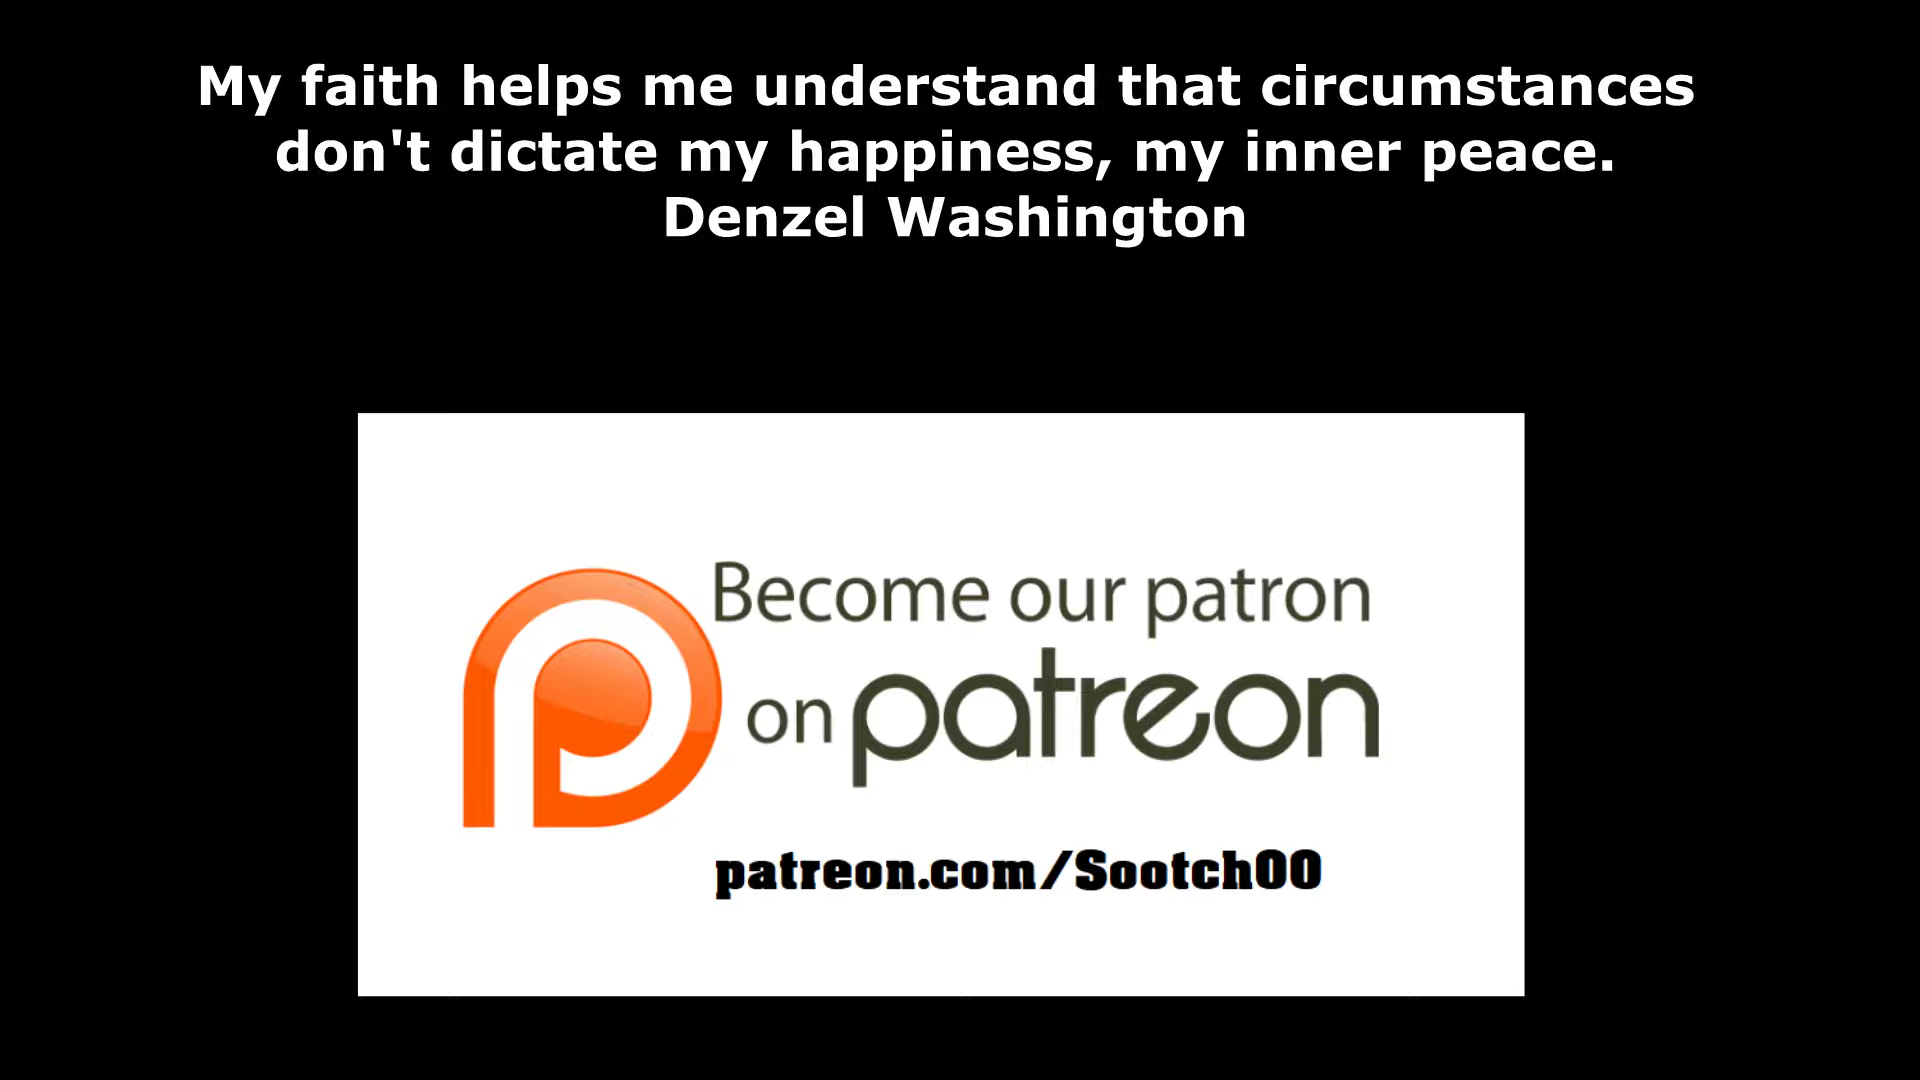 My faith helps me understand that circumstances
don't dictate my happiness, my inner peace.
Denzel Washington
Become our patron
on patreon
patreon.com/Sootch00